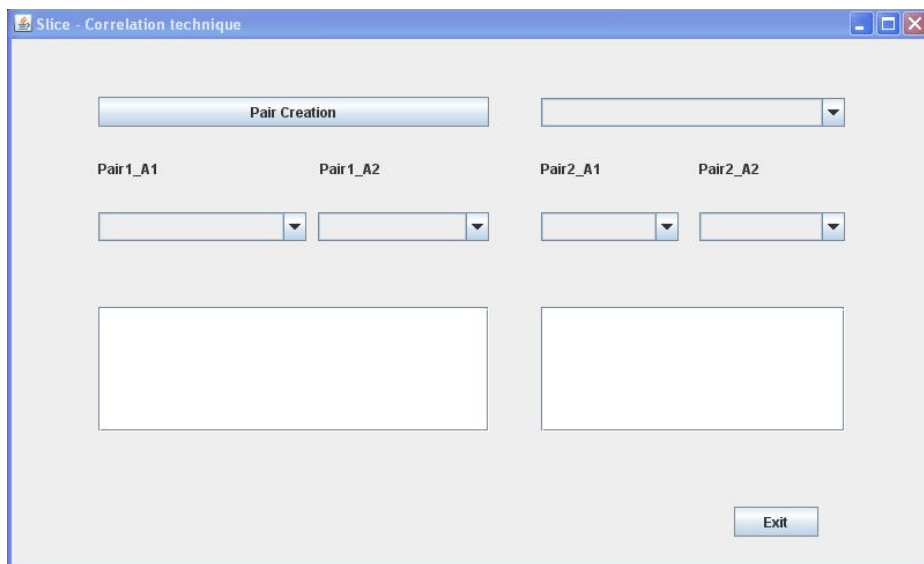 Slice - Correlation technique
Pair Creation
Pair1_A1 Pair1_A2 Pair2_A1 Pair2_A2
Exit